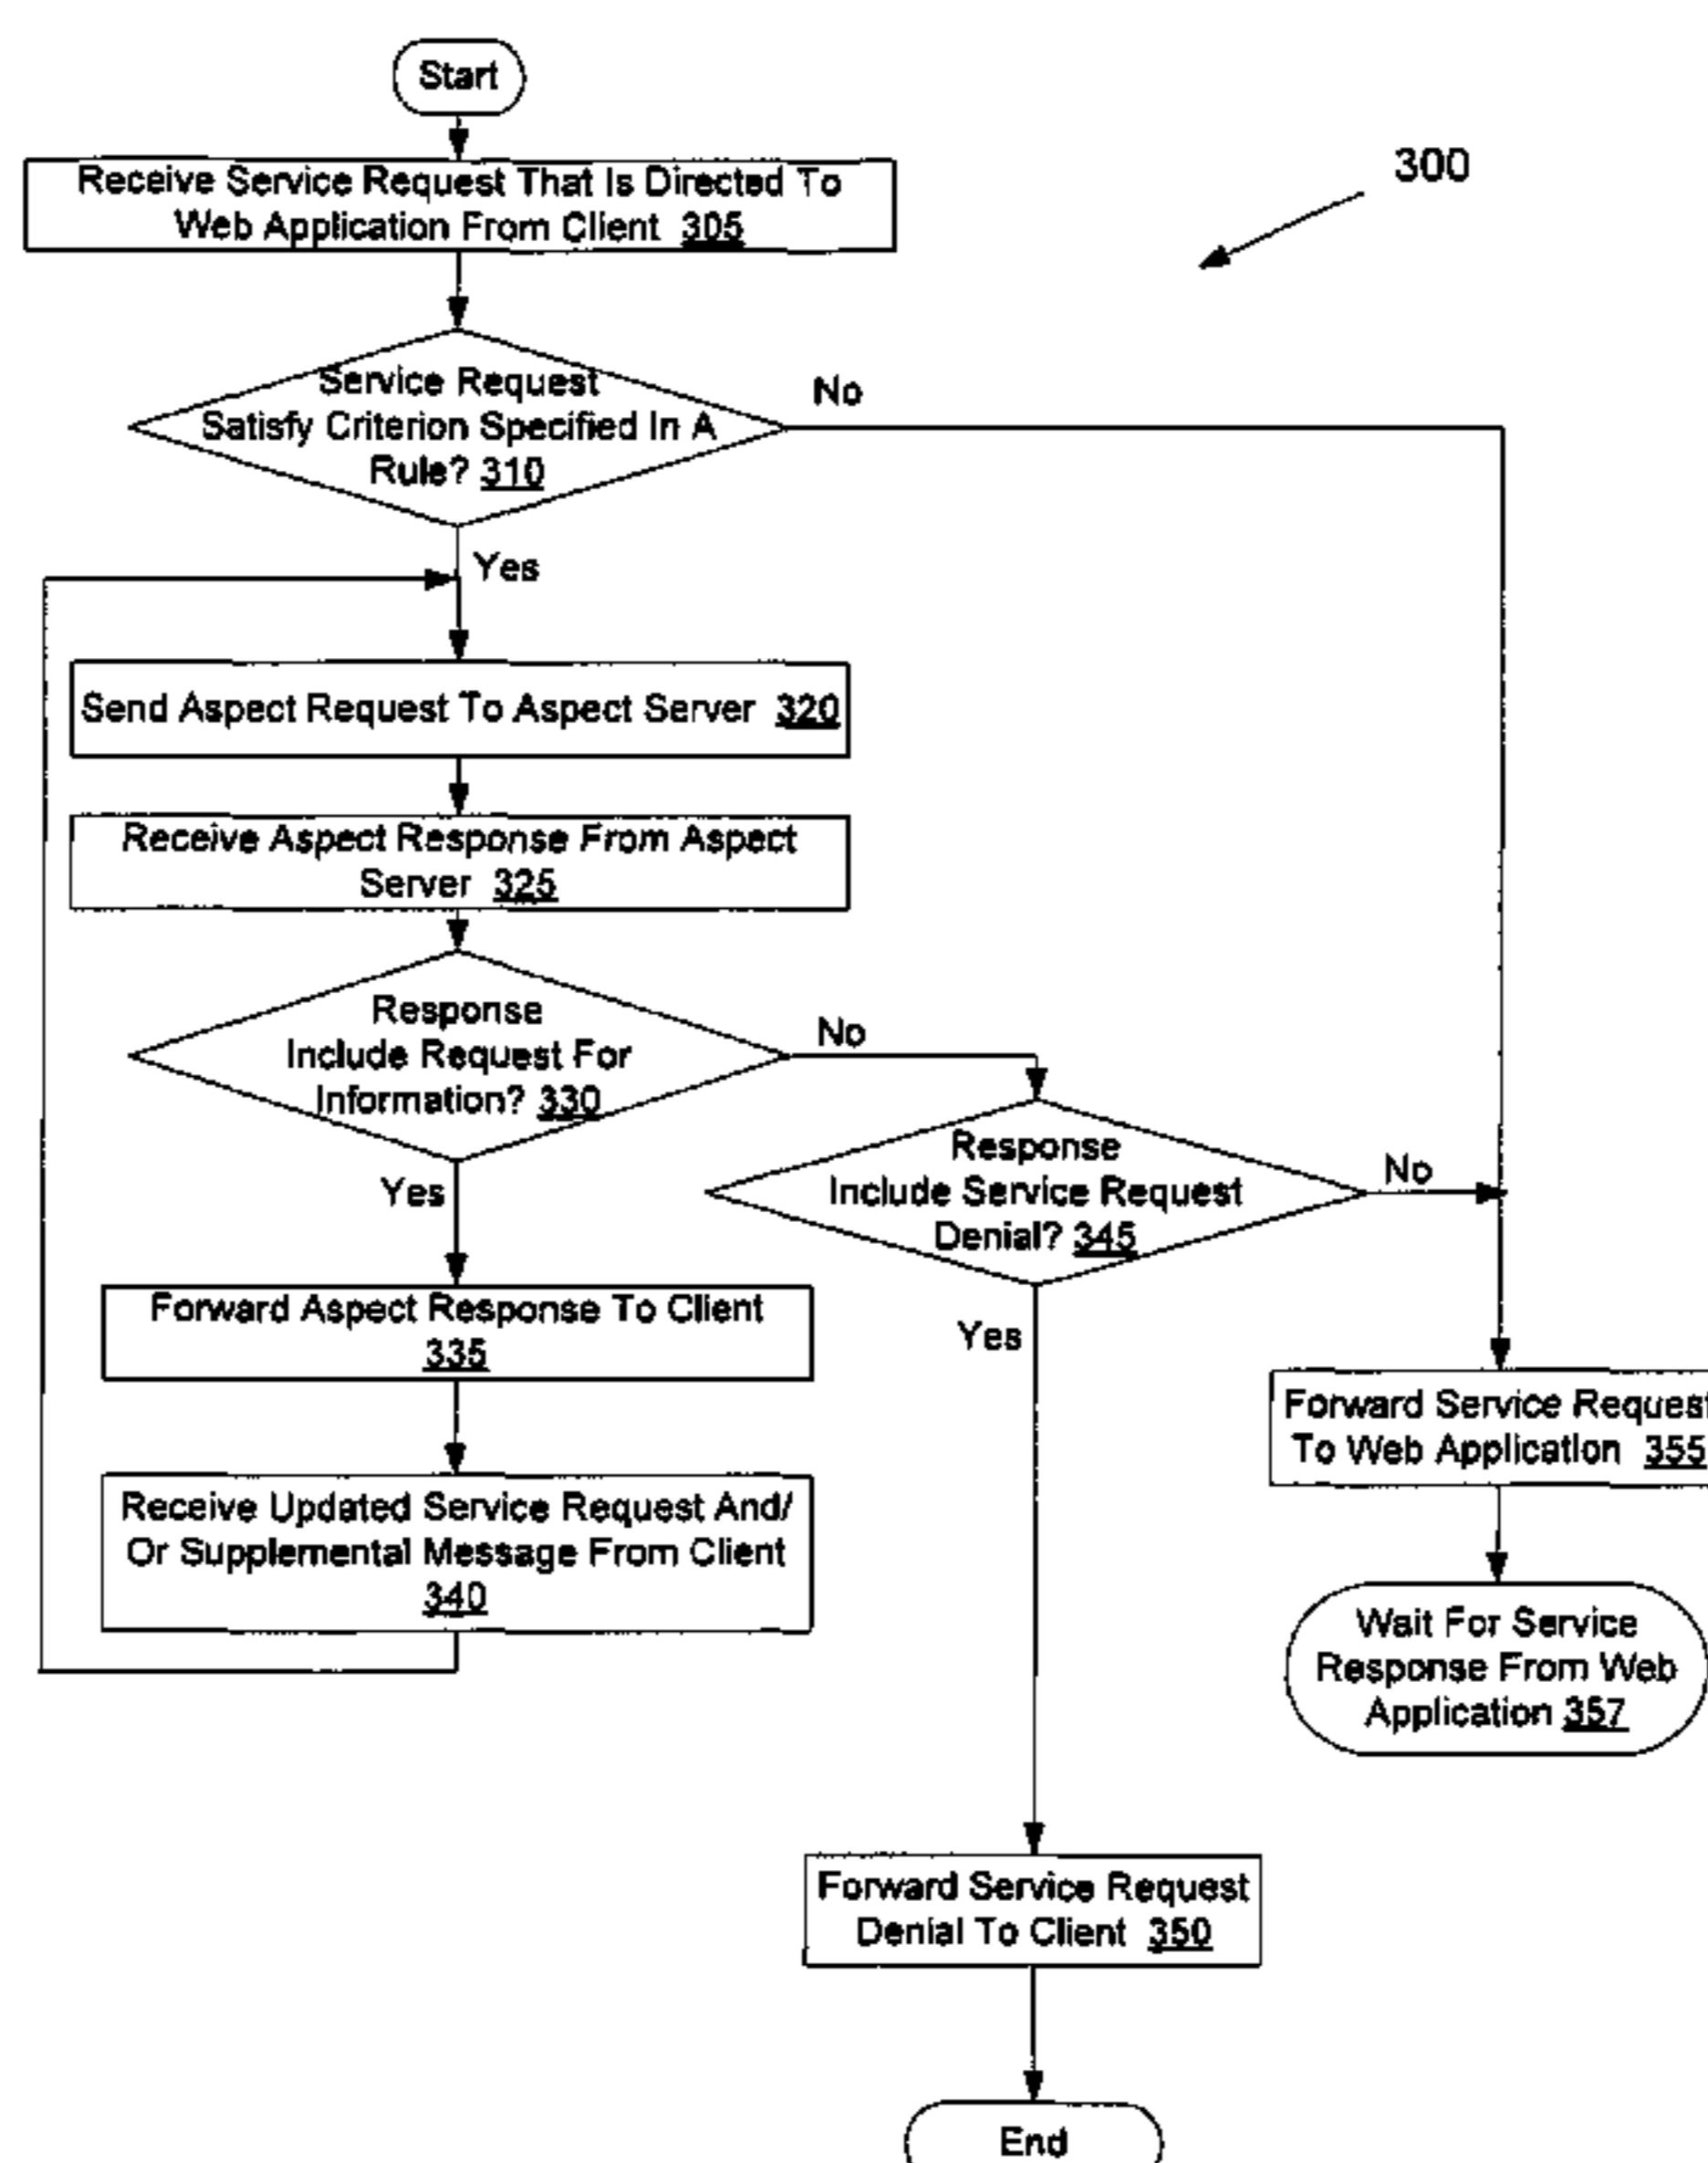 Start
300
Receive Service Request That Is Directed To
Web Application From Client 305
Service Request
Satisfy Criterion Specified In A
Rule? 310
No
Yes
Send Aspect Request To Aspect Server 320
Receive Aspect Response From Aspect
Server 325
Response
Include Request For
Information? 330
No
Yes
Response
Include Service Request
Denial? 345
No
Yes
Forward Aspect Response To Client
335
Forward Service Request
To Web Application 355
Receive Updated Service Request And/
Or Supplemental Message From Client
340
Wait For Service
Response From Web
Application 357
Forward Service Request
Denial To Client 350
End